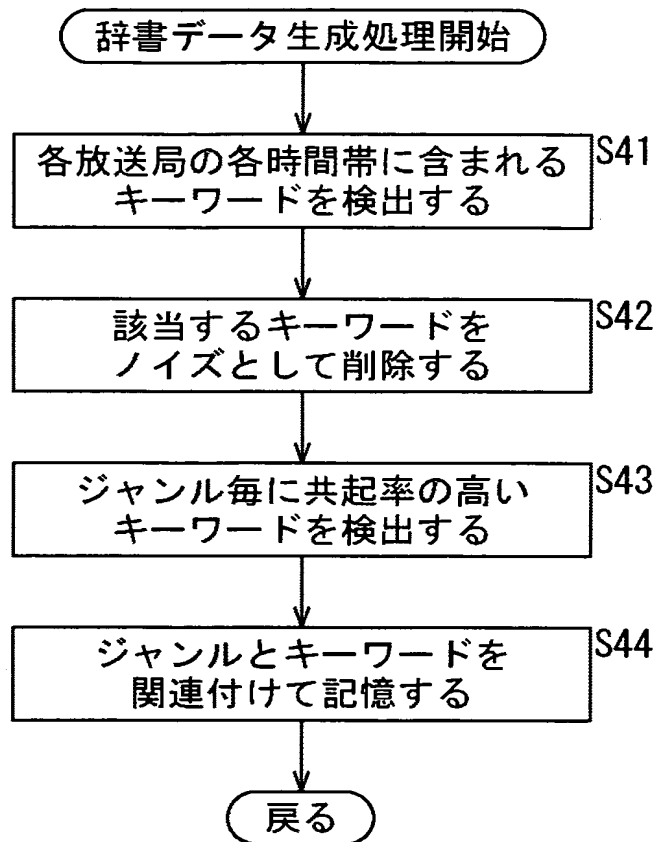 辞書データ生成処理開始
各放送局の各時間帯に含まれる
キーワードを検出する
S41
該当するキーワードを
ノイズとして削除する
S42
ジャンル毎に共起率の高い
キーワードを検出する
S43
ジャンルとキーワードを
関連付けて記憶する
S44
戻る